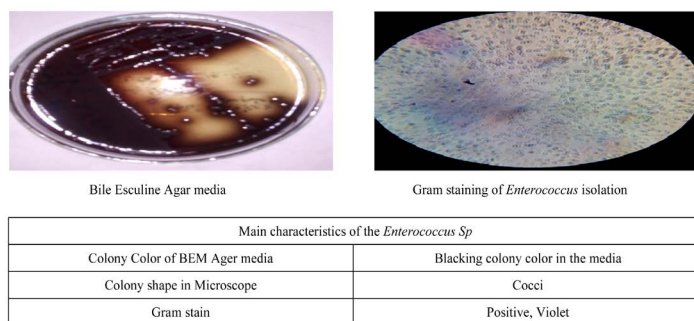 Bile Esculine Agar media
Gram staining of Enterococcus isolation
Main characteristics of the Enterococcus Sp
Colony Color of BEM Ager media
Blacking colony color in the media
Colony shape in Microscope
Cocci
Gram stain
Positive, Violet